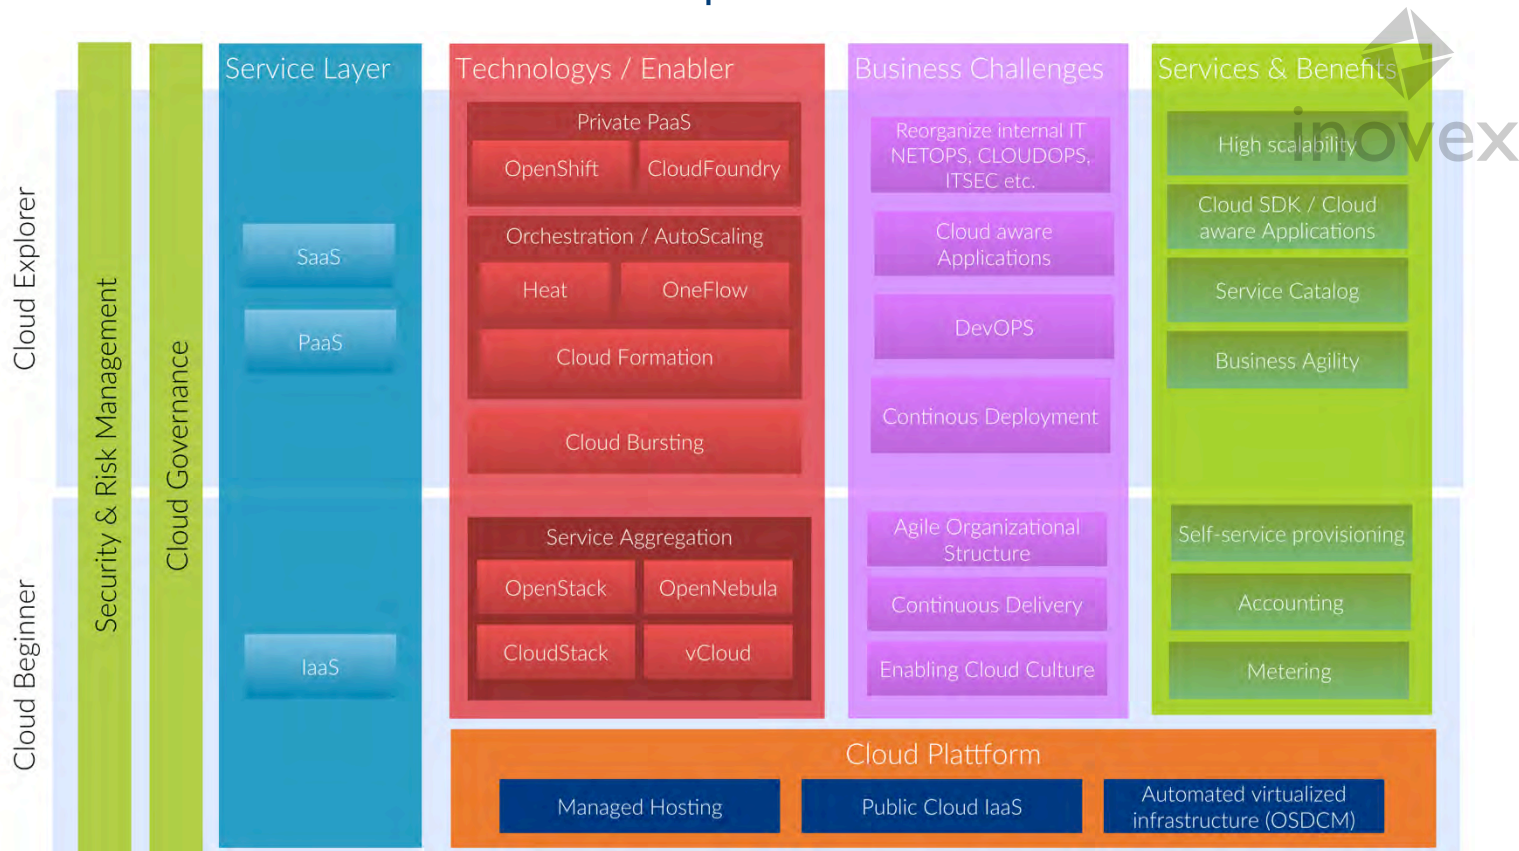 Service Layer
Technologys / Enabler
Business Challenges
Services & Benefits
inovex
Cloud Explorer
Cloud Beginner
Security & Risk Management
Cloud Governance
SaaS
PaaS
IaaS
Private PaaS
OpenShift
CloudFoundry
Orchestration / AutoScaling
Heat
OneFlow
Cloud Formation
Cloud Bursting
Service Aggregation
OpenStack
OpenNebula
CloudStack
vCloud
Reorganize internal IT
NETOPS, CLOUDOPS,
ITSEC etc.
Cloud aware
Applications
DevOPS
Continous Deployment
Agile Organizational
Structure
Continuous Delivery
Enabling Cloud Culture
High scalability
Cloud SDK / Cloud
aware Applications
Service Catalog
Business Agility
Self-service provisioning
Accounting
Metering
Cloud Plattform
Managed Hosting
Public Cloud IaaS
Automated virtualized
infrastructure (OSDCM)